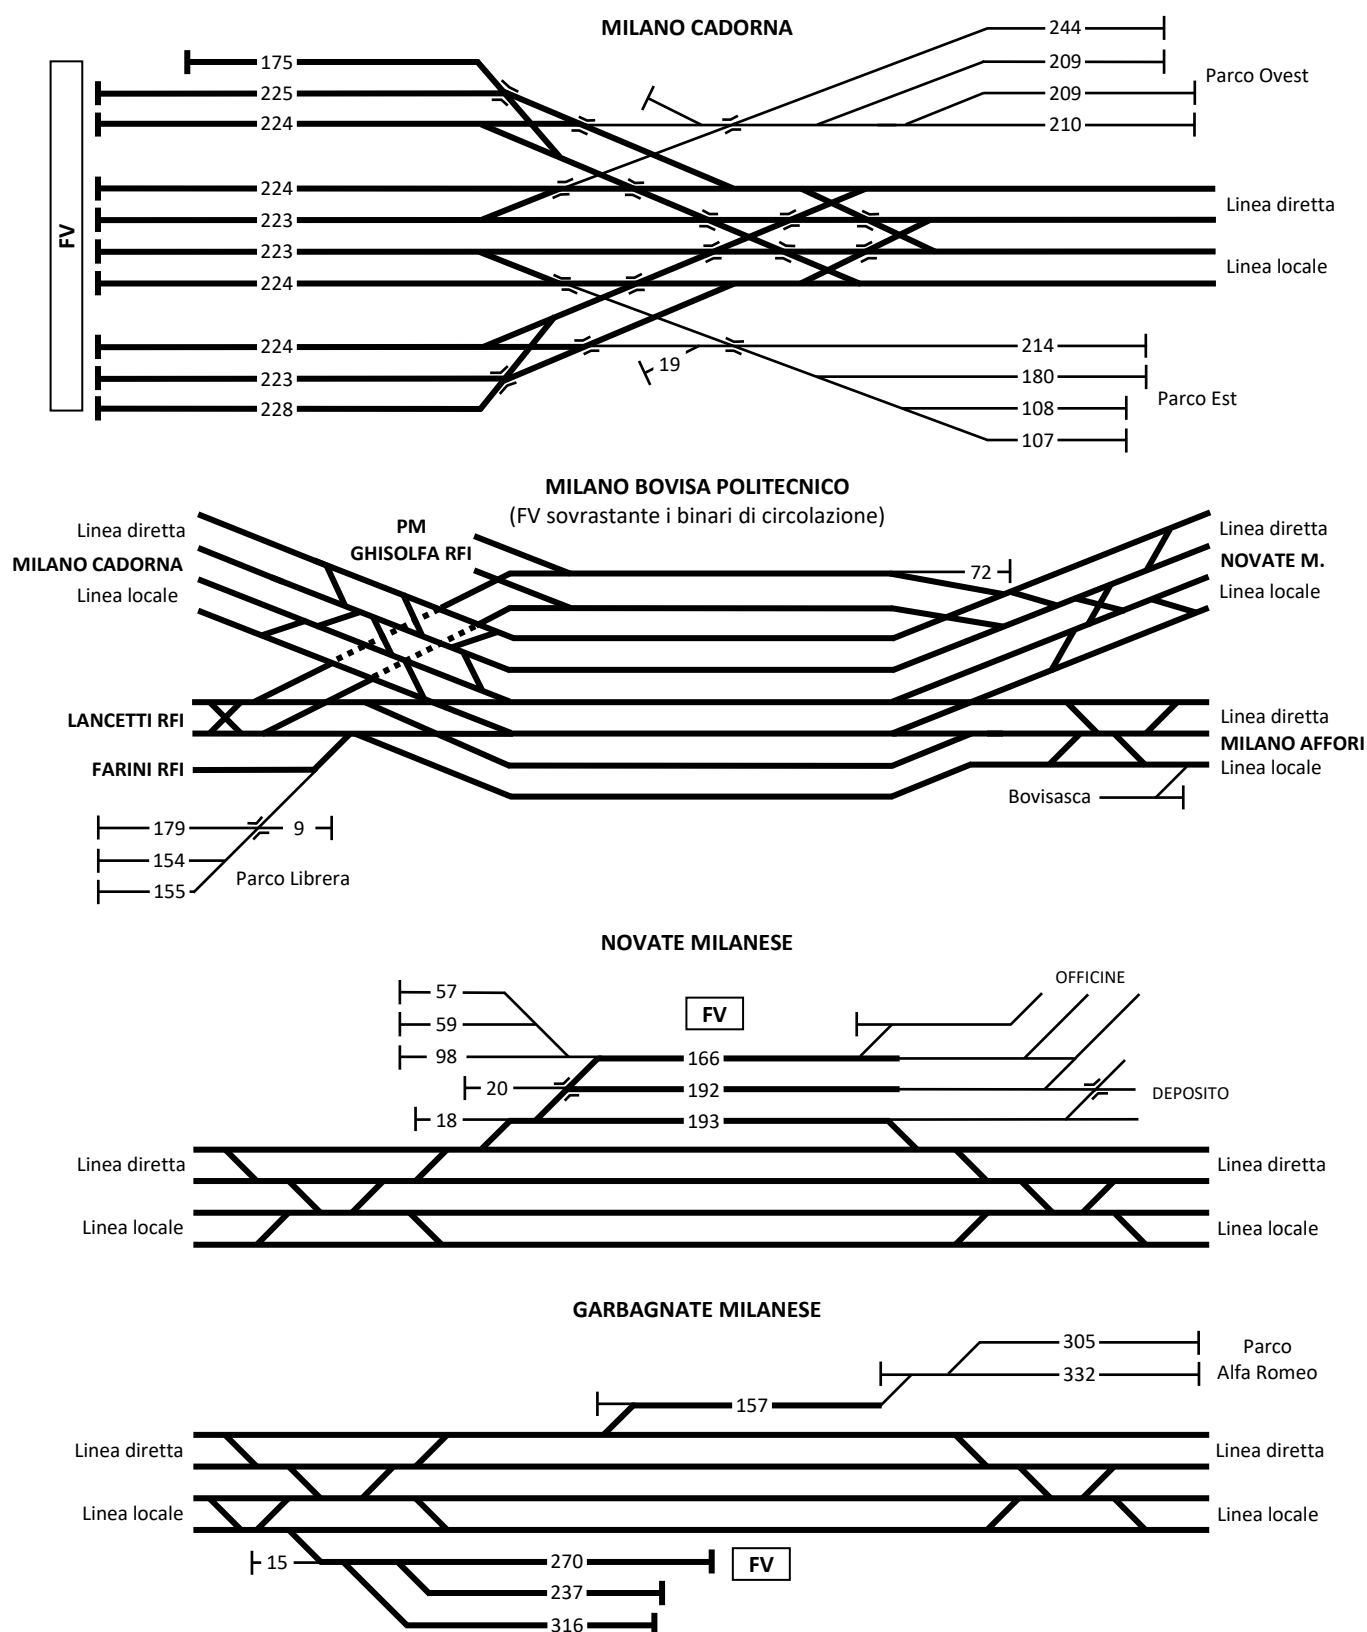 MILANO CADORNA
244
175
209
Parco Ovest
225
209
224
210
224
Linea diretta
223
FV
223
Linea locale
224
224
214
19
223
180
Parco Est
228
108
107
MILANO BOVISA POLITECNICO
(FV sovrastante i binari di circolazione)
Linea diretta
PM
GHISOLFA RFI
Linea diretta
MILANO CADORNA
72
NOVATE M.
Linea locale
Linea locale
LANCETTI RFI
Linea diretta
MILANO AFFORI
FARINI RFI
Linea locale
Bovisasca
179
9
154
Parco Librera
155
NOVATE MILANESE
57
OFFICINE
FV
59
98
166
20
192
DEPOSITO
18
193
Linea diretta
Linea diretta
Linea locale
Linea locale
GARBAGNATE MILANESE
305
Parco
332
Alfa Romeo
157
Linea diretta
Linea diretta
Linea locale
Linea locale
15
270
FV
237
316